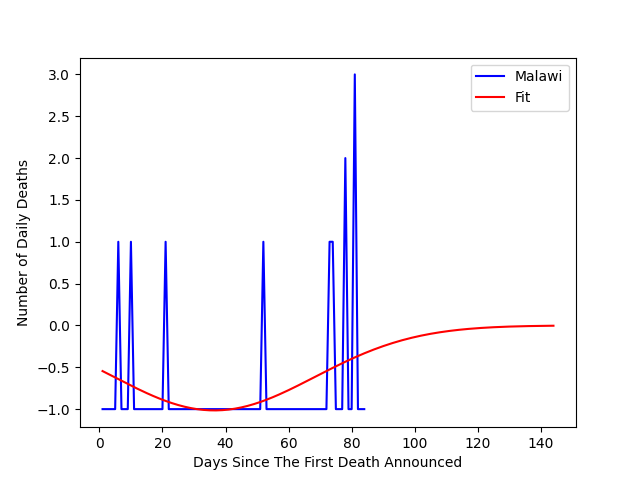 Malawi
Fit
Number of Daily Deaths
3.0
2.5
2.0
1.5
1.0
0.5
0.0
−0.5
−1.0
0 20 40 60 80 100 120 140
Days Since The First Death Announced